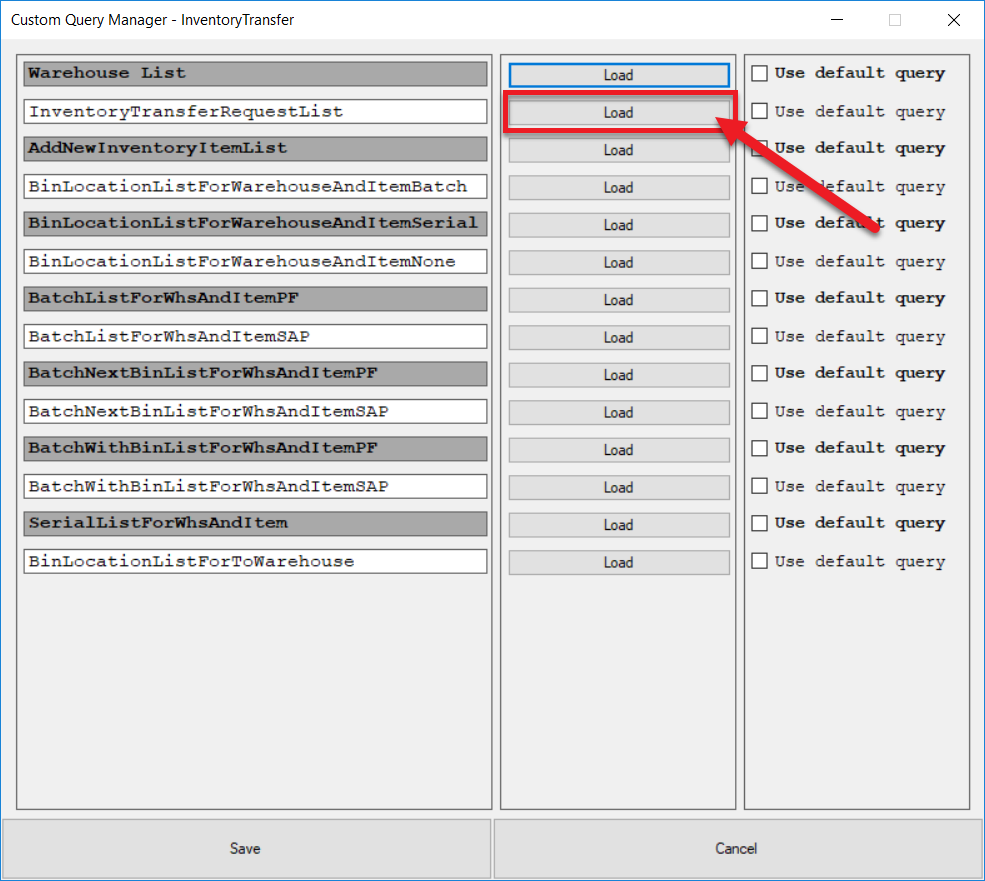 Custom Query Manager - InventoryTransfer
Warehouse List Load Use default query
InventoryTransferRequestList Load Use default query
AddNewInventoryItemList Load Use default query
BinLocationListForWarehouseAndItemBatch Load Use default query
BinLocationListForWarehouseAndItemSerial Load Use default query
BinLocationListForWarehouseAndItemNone Load Use default query
BatchListForWhsAndItemPF Load Use default query
BatchListForWhsAndItemSAP Load Use default query
BatchNextBinListForWhsAndItemPF Load Use default query
BatchNextBinListForWhsAndItemSAP Load Use default query
BatchWithBinListForWhsAndItemPF Load Use default query
BatchWithBinListForWhsAndItemSAP Load Use default query
SerialListForWhsAndItem Load Use default query
BinLocationListForToWarehouse Load Use default query
Save Cancel